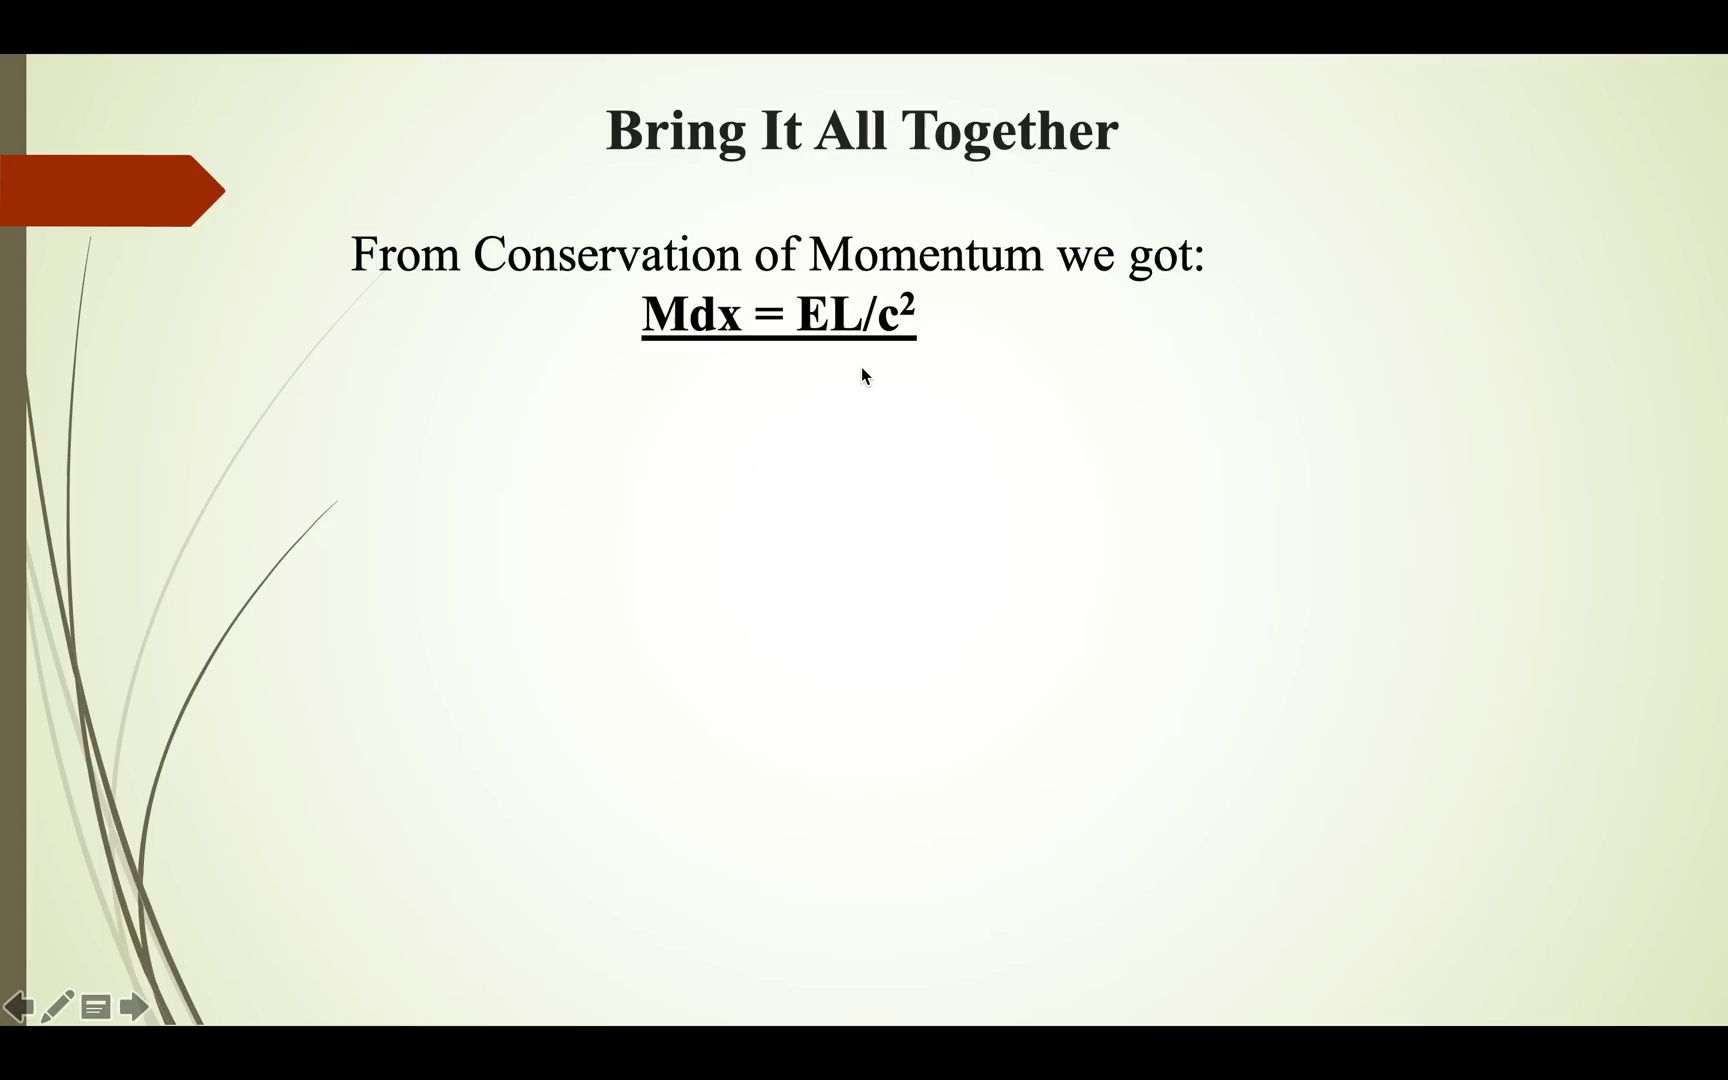 Bring It All Together
From Conservation of Momentum we got:
Mdx = EL/c²